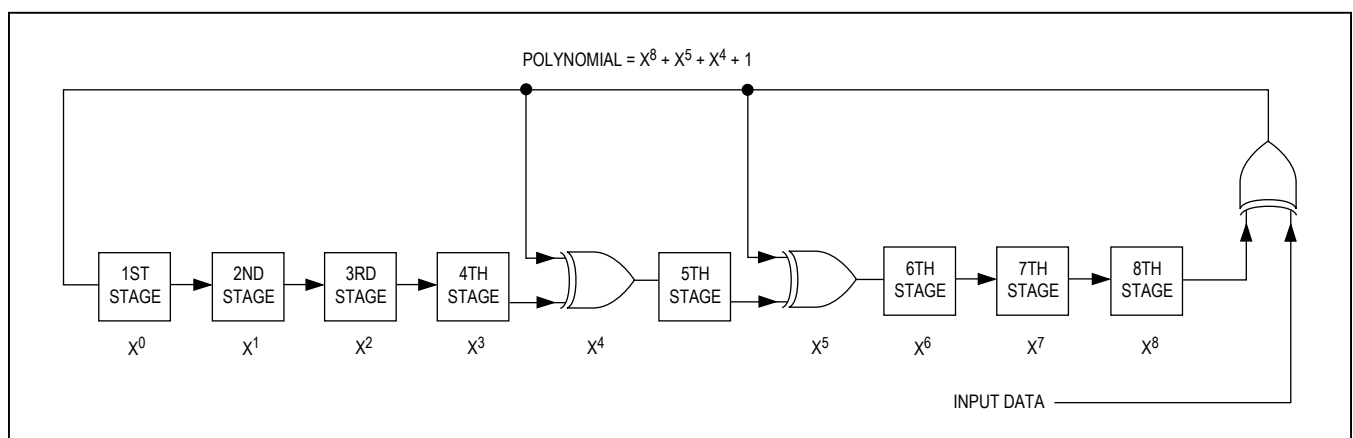 POLYNOMIAL = X⁸ + X⁵ + X⁴ + 1
1ST STAGE
2ND STAGE
3RD STAGE
4TH STAGE
5TH STAGE
6TH STAGE
7TH STAGE
8TH STAGE
X⁰ X¹ X² X³ X⁴ X⁵ X⁶ X⁷ X⁸
INPUT DATA